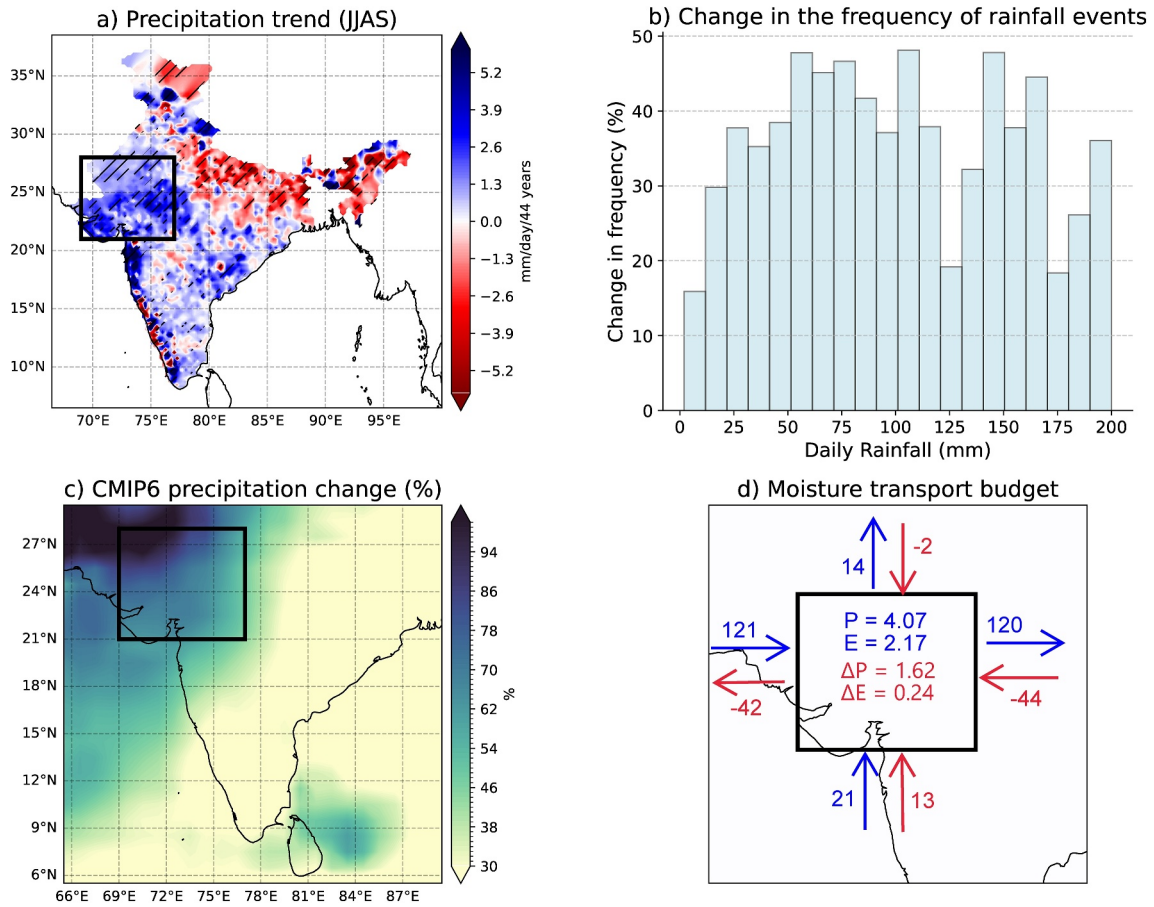 a) Precipitation trend (JJAS)
35°N
30°N
25°N
20°N
15°N
10°N
70°E 75°E 80°E 85°E 90°E 95°E
5.2
3.9
2.6
1.3
0.0
−1.3
−2.6
−3.9
−5.2
mm/day/44 years
b) Change in the frequency of rainfall events
Change in frequency (%)
50
40
30
20
10
0
0 25 50 75 100 125 150 175 200
Daily Rainfall (mm)
c) CMIP6 precipitation change (%)
27°N
24°N
21°N
18°N
15°N
12°N
9°N
6°N
66°E 69°E 72°E 75°E 78°E 81°E 84°E 87°E
94
86
78
70
62
54
46
38
30
%
d) Moisture transport budget
14
-2
121
-42
P = 4.07
E = 2.17
ΔP = 1.62
ΔE = 0.24
120
-44
21
13